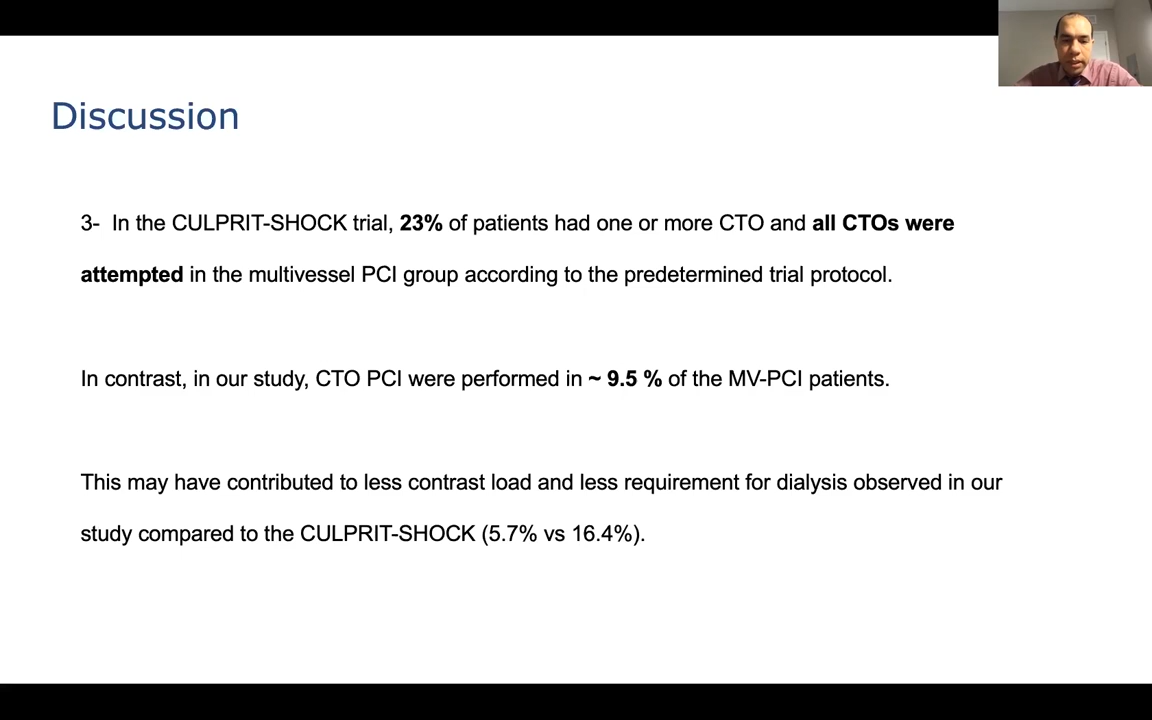 Discussion
3- In the CULPRIT-SHOCK trial, 23% of patients had one or more CTO and all CTOs were
attempted in the multivessel PCI group according to the predetermined trial protocol.
In contrast, in our study, CTO PCI were performed in ~ 9.5 % of the MV-PCI patients.
This may have contributed to less contrast load and less requirement for dialysis observed in our
study compared to the CULPRIT-SHOCK (5.7% vs 16.4%).